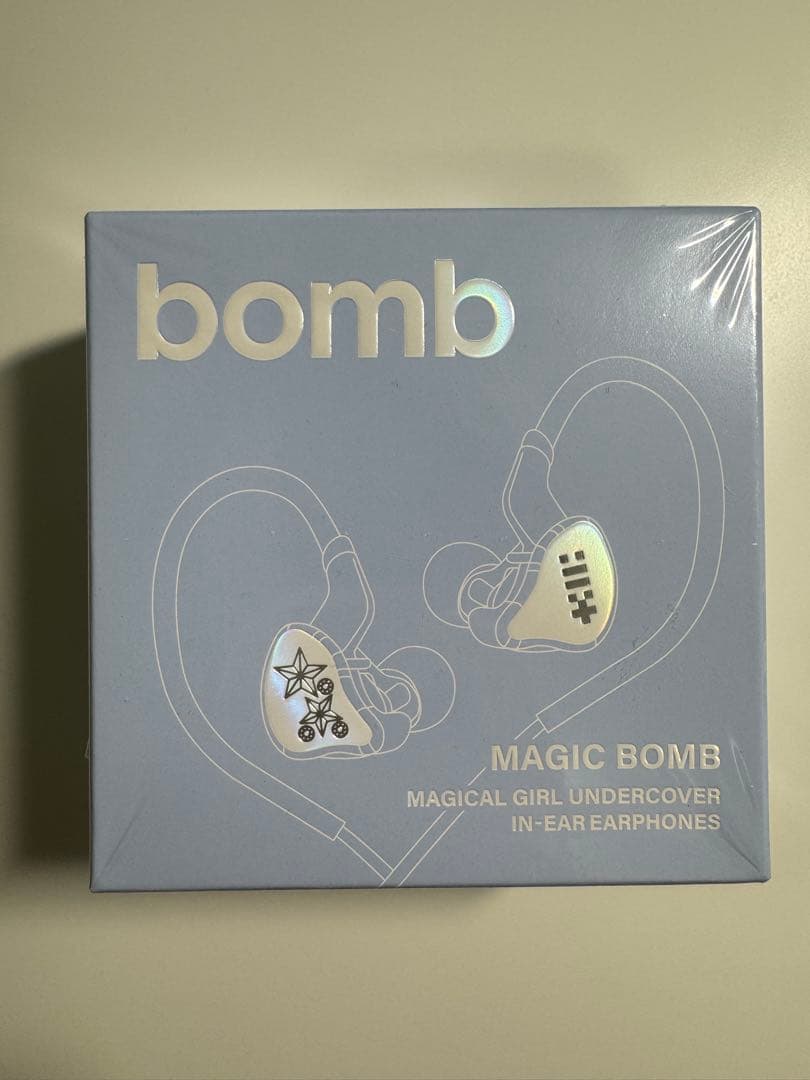 bomb
MAGIC BOMB
MAGICAL GIRL UNDERCOVER
IN-EAR EARPHONES